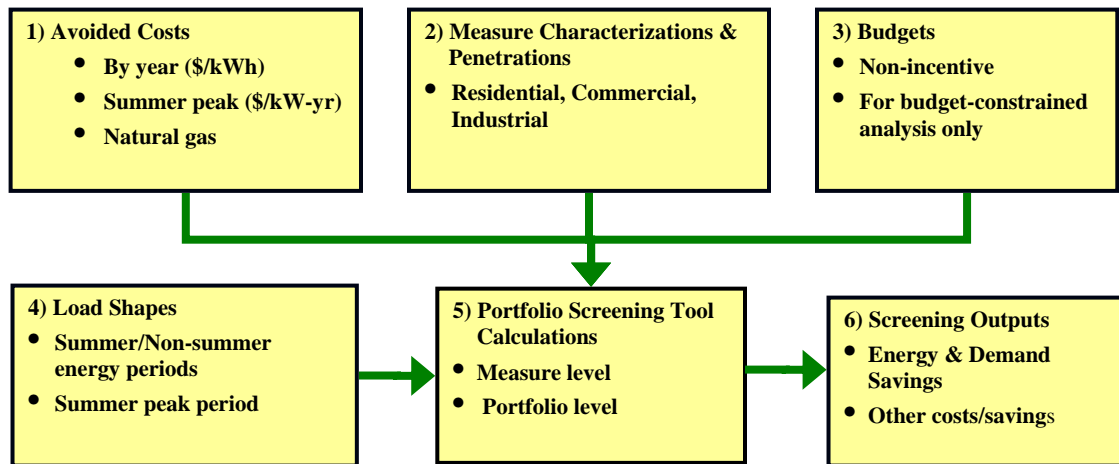 1) Avoided Costs
• By year ($/kWh)
• Summer peak ($/kW-yr)
• Natural gas
2) Measure Characterizations &
Penetrations
• Residential, Commercial,
Industrial
3) Budgets
• Non-incentive
• For budget-constrained
analysis only
4) Load Shapes
• Summer/Non-summer
energy periods
• Summer peak period
5) Portfolio Screening Tool
Calculations
• Measure level
• Portfolio level
6) Screening Outputs
• Energy & Demand
Savings
• Other costs/savings